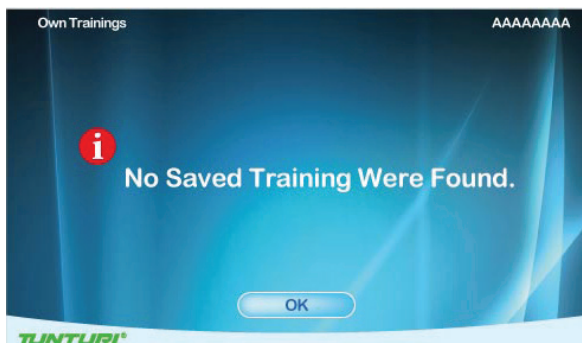 Own Trainings
AAAAAAAA
i
No Saved Training Were Found.
OK
TUNTURI®